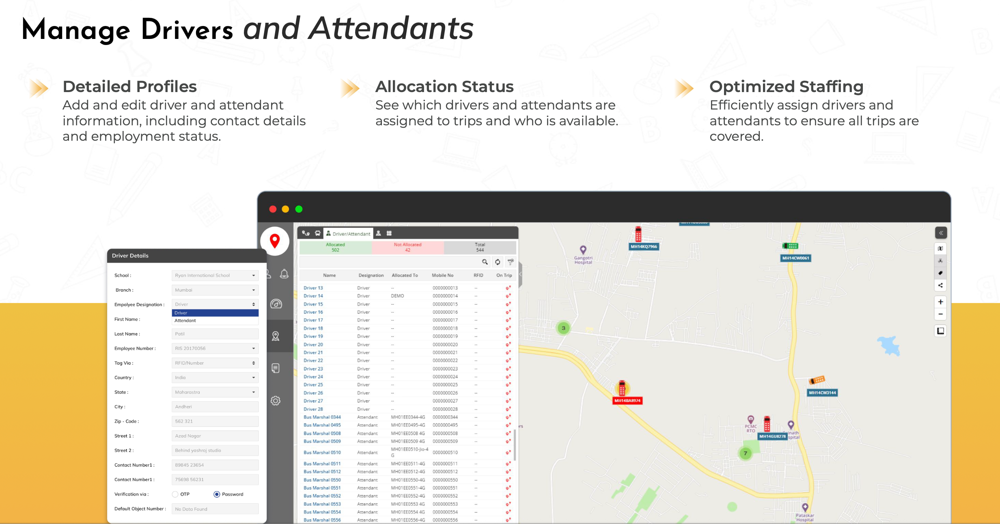 Manage Drivers and Attendants
Detailed Profiles
Add and edit driver and attendant
information, including contact details
and employment status.
Allocation Status
See which drivers and attendants are
assigned to trips and who is available.
Optimized Staffing
Efficiently assign drivers and
attendants to ensure all trips are
covered.
Driver Details
School : Ryan International School
Branch : Mumbai
Empolyee Designation : Driver
Driver
Attendant
First Name :
Last Name : Patil
Employee Number : RIS 20170056
Tag Via : RFID/Number
Country : India
State : Maharastra
City : Andheri
Zip - Code : 562 321
Street 1 : Azad Nagar
Street 2 : Behind yashraj studio
Contact Number1 : 89845 23654
Contact Number1 : 75698 56231
Verification via : OTP Password
Default Object Number : No Data Found
Driver/Attendant
Allocated Not Allocated Total
502 42 544
Name Designation Allocated To Mobile No RFID On Trip
Driver 13 Driver -- 0000000013 --
Driver 14 Driver DEMO 0000000014 --
Driver 15 Driver -- 0000000015 --
Driver 16 Driver -- 0000000016 --
Driver 17 Driver -- 0000000017 --
Driver 18 Driver -- 0000000018 --
Driver 19 Driver -- 0000000019 --
Driver 20 Driver -- 0000000020 --
Driver 21 Driver -- 0000000021 --
Driver 22 Driver -- 0000000022 --
Driver 23 Driver -- 0000000023 --
Driver 24 Driver -- 0000000024 --
Driver 25 Driver -- 0000000025 --
Driver 26 Driver -- 0000000026 --
Driver 27 Driver -- 0000000027 --
Driver 28 Driver -- 0000000028 --
Bus Marshal 0344 Attendant MH01EE0344-4G 0000000344 --
Bus Marshal 0495 Attendant MH01EE0495-4G 0000000495 --
Bus Marshal 0508 Attendant MH01EE0508 4G 0000000508 --
Bus Marshal 0509 Attendant MH01EE0509 4G 0000000509 --
Bus Marshal 0510 Attendant MH01EE0510-Jio-4
G 0000000510 --
Bus Marshal 0511 Attendant MH01EE0511-4G 0000000511 --
Bus Marshal 0512 Attendant MH01EE0512-4G 0000000512 --
Bus Marshal 0550 Attendant MH01EE0550-4G 0000000550 --
Bus Marshal 0551 Attendant MH01EE0551-4G 0000000551 --
Bus Marshal 0552 Attendant MH01EE0552-4G 0000000552 --
Bus Marshal 0553 Attendant MH01EE0553 4G 0000000553 --
Bus Marshal 0554 Attendant MH01EE0554 4G 0000000554 --
Bus Marshal 0556 Attendant MH01EE0556-4G 0000000556 --
MH14KQ7966
Gangotri
Hospital
MH14CW0061
3
MH14BA8974
MH14CW3144
PCMC
RTO
MH14GU8278
7
Pataskar
Hospital